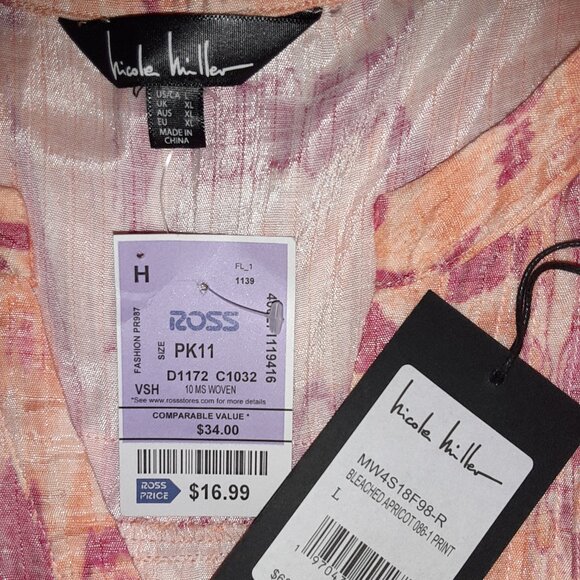 nicole miller
US/CA L
UK XL
AUS XL
EU XL
MADE IN
CHINA
H
FL_1
1139
FASHION PR987
ROSS
SIZE
PK11
D1172 C1032
VSH
10 MS WOVEN
*See www.rossstores.com for more details
COMPARABLE VALUE *
$34.00
ROSS
PRICE
$16.99
nicole miller
MW4S18F98-R
BLEACHED APRICOT 086-1 PRINT
L